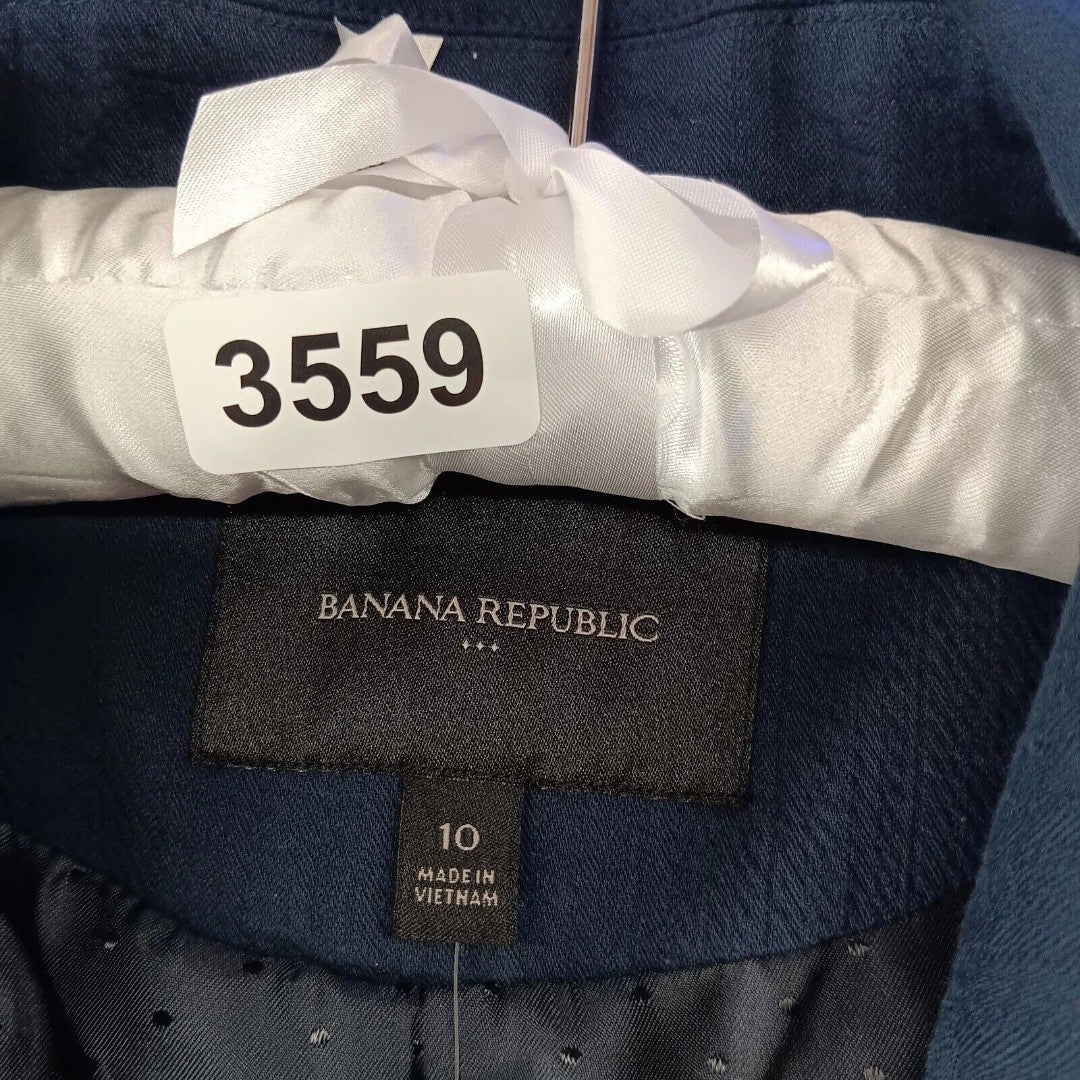 3559
BANANA REPUBLIC
10
MADE IN
VIETNAM